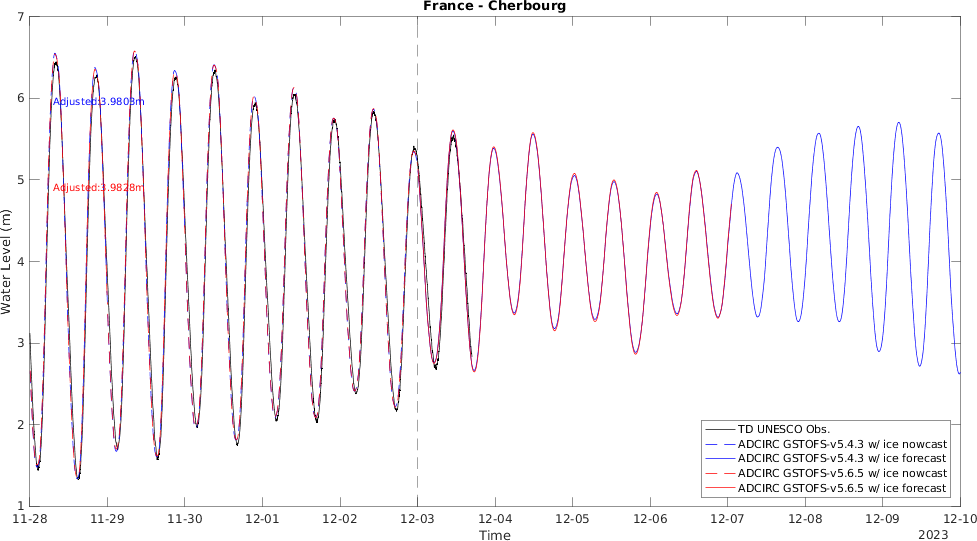 France - Cherbourg
7
6
5
4
3
2
1
Water Level (m)
Adjusted:3.9803m
Adjusted:3.9828m
TD UNESCO Obs.
ADCIRC GSTOFS-v5.4.3 w/ ice nowcast
ADCIRC GSTOFS-v5.4.3 w/ ice forecast
ADCIRC GSTOFS-v5.6.5 w/ ice nowcast
ADCIRC GSTOFS-v5.6.5 w/ ice forecast
11-28 11-29 11-30 12-01 12-02 12-03 12-04 12-05 12-06 12-07 12-08 12-09 12-10
Time
2023